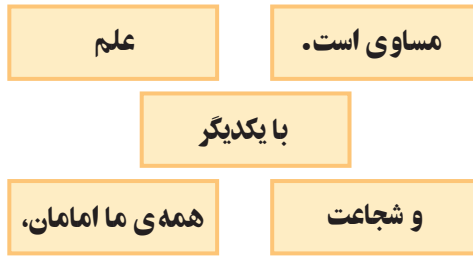 مساوی است.
علم
با یکدیگر
و شجاعت
همه‌ی ما امامان،